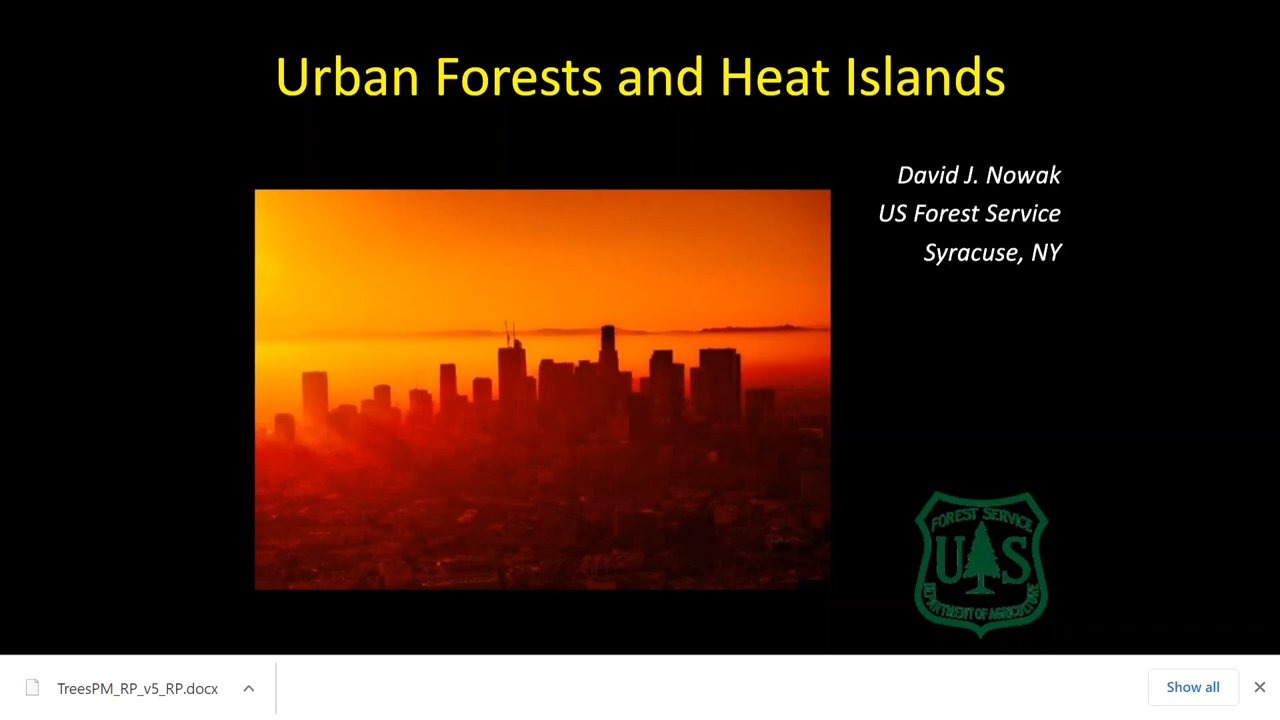 Urban Forests and Heat Islands
David J. Nowak
US Forest Service
Syracuse, NY
FOREST SERVICE
U S
DEPARTMENT OF AGRICULTURE
TreesPM_RP_v5_RP.docx
Show all